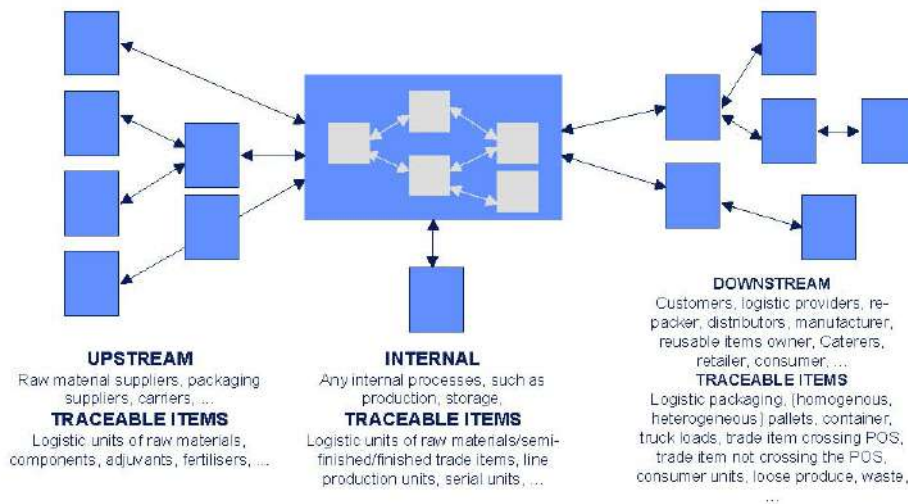 UPSTREAM
Raw material suppliers, packaging
suppliers, carriers, ...
TRACEABLE ITEMS
Logistic units of raw materials,
components, adjuvants, fertilisers, ...
INTERNAL
Any internal processes, such as
production, storage,
TRACEABLE ITEMS
Logistic units of raw materials/semi-
finished/finished trade items, line
production units, serial units, ...
DOWNSTREAM
Customers, logistic providers, re-
packer, distributors, manufacturer,
reusable items owner, Caterers,
retailer, consumer, ...
TRACEABLE ITEMS
Logistic packaging, {homogenous,
heterogeneous} pallets, container,
truck loads, trade item crossing POS,
trade item not crossing the POS,
consumer units, loose produce, waste,
...